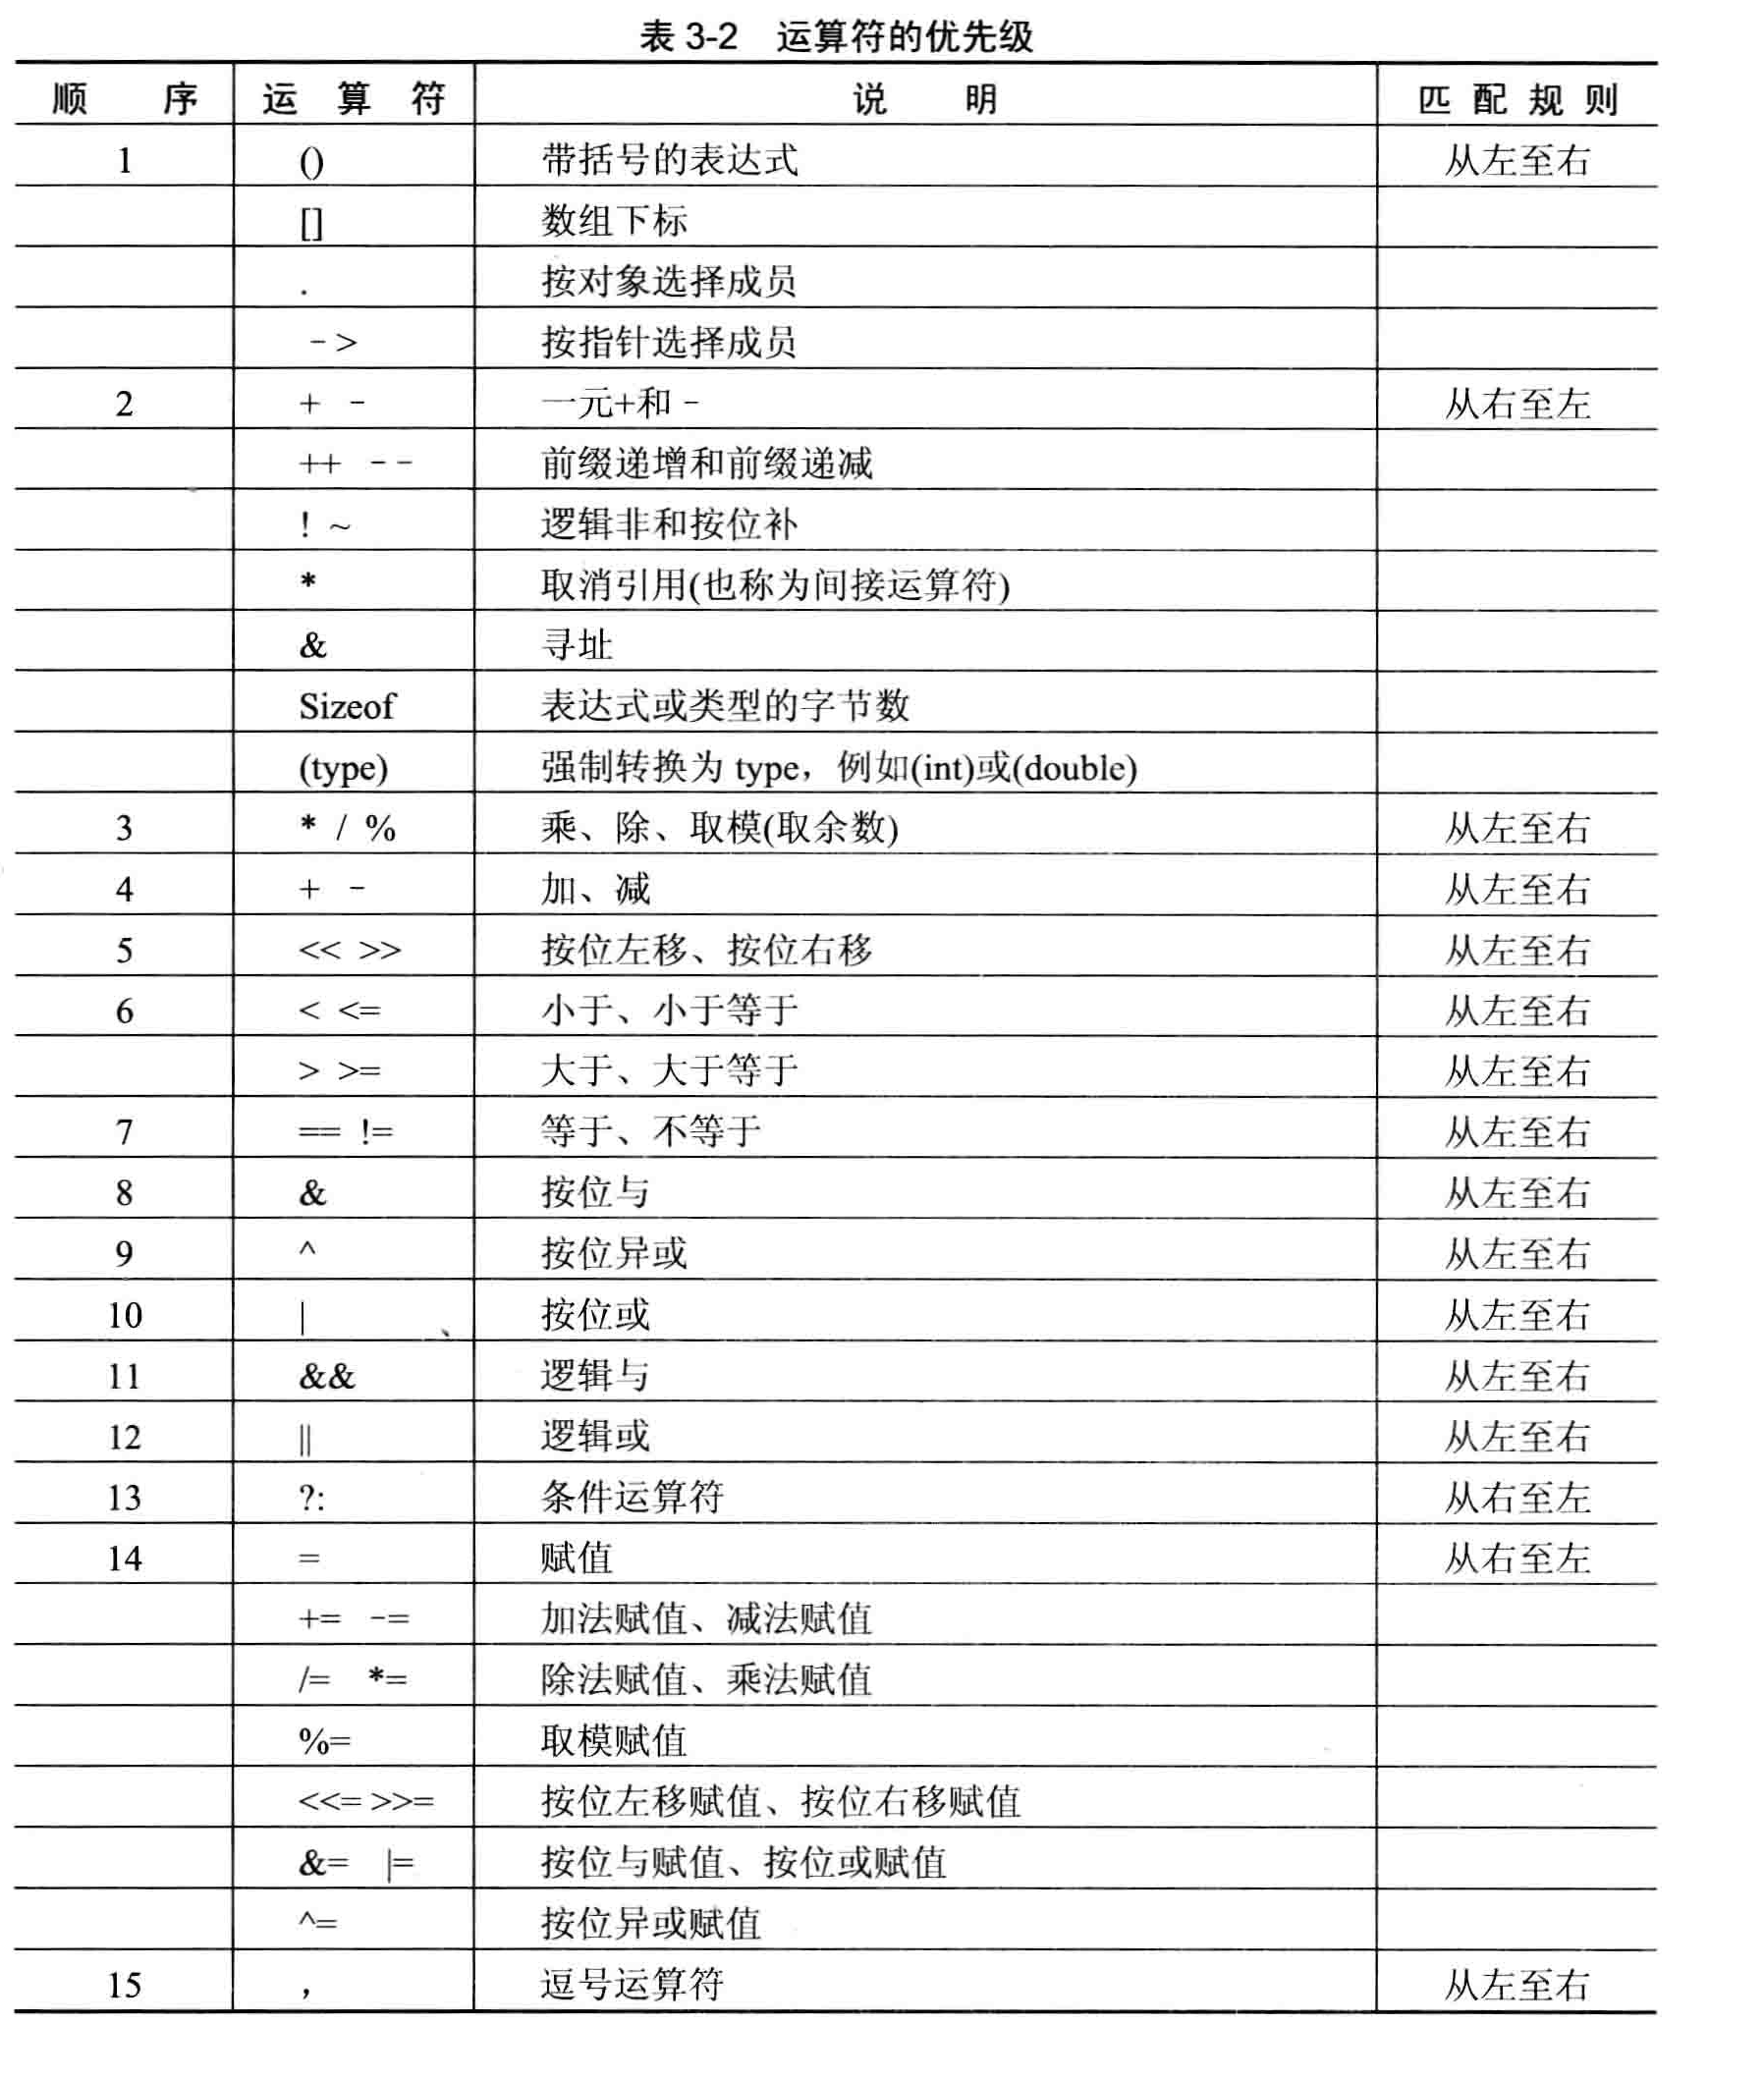 表 3-2 运算符的优先级
顺 序 运 算 符 说 明 匹 配 规 则
1 () 带括号的表达式 从左至右
[] 数组下标
. 按对象选择成员
-> 按指针选择成员
2 + - 一元+和 - 从右至左
++ -- 前缀递增和前缀递减
! ~ 逻辑非和按位补
* 取消引用(也称为间接运算符)
& 寻址
Sizeof 表达式或类型的字节数
(type) 强制转换为 type，例如(int)或(double)
3 * / % 乘、除、取模(取余数) 从左至右
4 + - 加、减 从左至右
5 << >> 按位左移、按位右移 从左至右
6 < <= 小于、小于等于 从左至右
> >= 大于、大于等于 从左至右
7 == != 等于、不等于 从左至右
8 & 按位与 从左至右
9 ^ 按位异或 从左至右
10 | 按位或 从左至右
11 && 逻辑与 从左至右
12 || 逻辑或 从左至右
13 ?: 条件运算符 从右至左
14 = 赋值 从右至左
+= -= 加法赋值、减法赋值
/= *= 除法赋值、乘法赋值
%= 取模赋值
<<= >>= 按位左移赋值、按位右移赋值
&= |= 按位与赋值、按位或赋值
^= 按位异或赋值
15 , 逗号运算符 从左至右